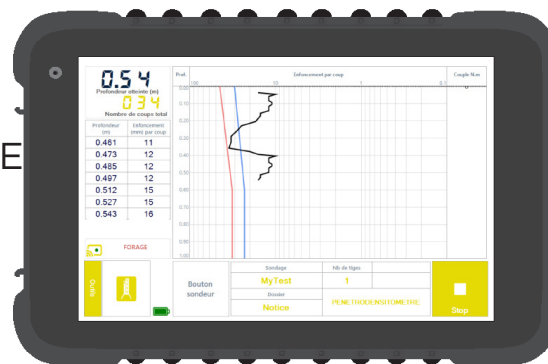 0.54
Profondeur atteinte (m)
034
Nombre de coups total
Profondeur (m) Enfoncement (mm) par coup
0.461 11
0.473 12
0.485 12
0.497 12
0.512 15
0.527 15
0.543 16
FORAGE
Prof. Enfoncement par coup Couple N.m
100 10 1 0.1 0
0.00
0.10
0.20
0.30
0.40
0.50
0.60
0.70
0.80
0.90
1.00
E
Outils
Bouton sondeur
Sondage Nb de tiges
MyTest 1
Dossier
Notice PENETRODENSITOMETRE
Stop